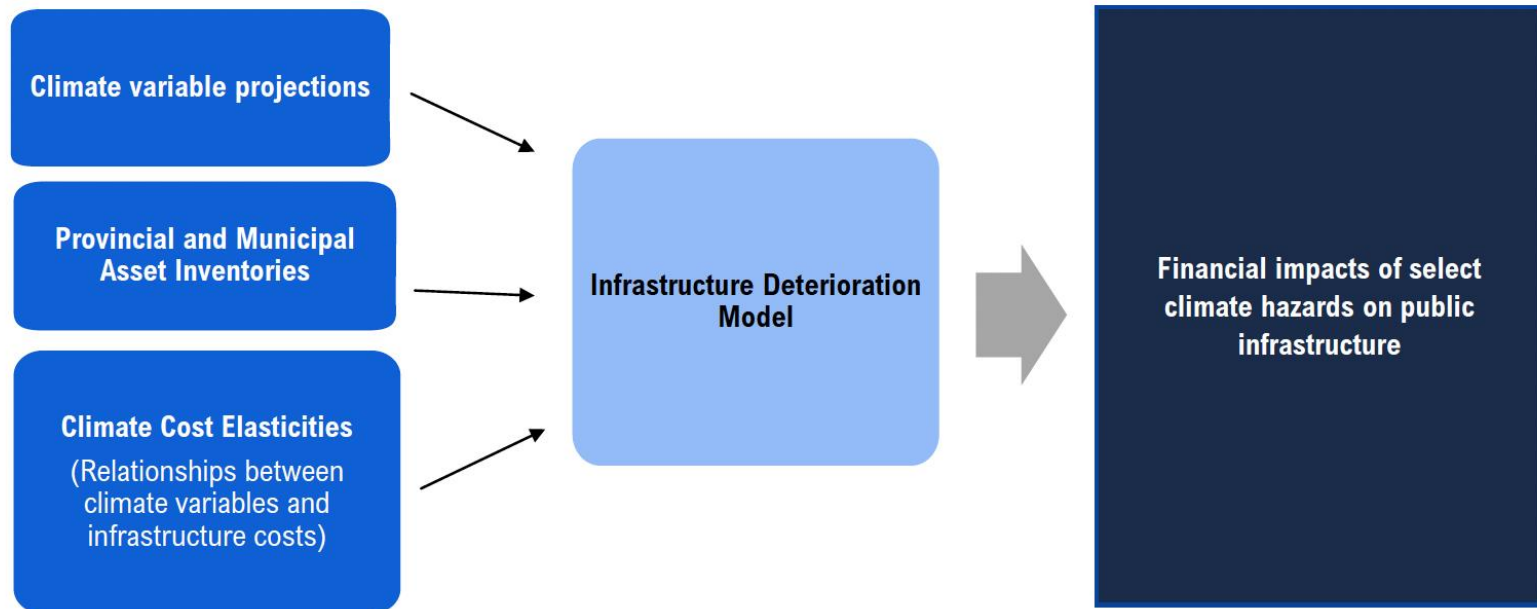 Climate variable projections
Provincial and Municipal
Asset Inventories
Climate Cost Elasticities
(Relationships between
climate variables and
infrastructure costs)
Infrastructure Deterioration
Model
Financial impacts of select
climate hazards on public
infrastructure